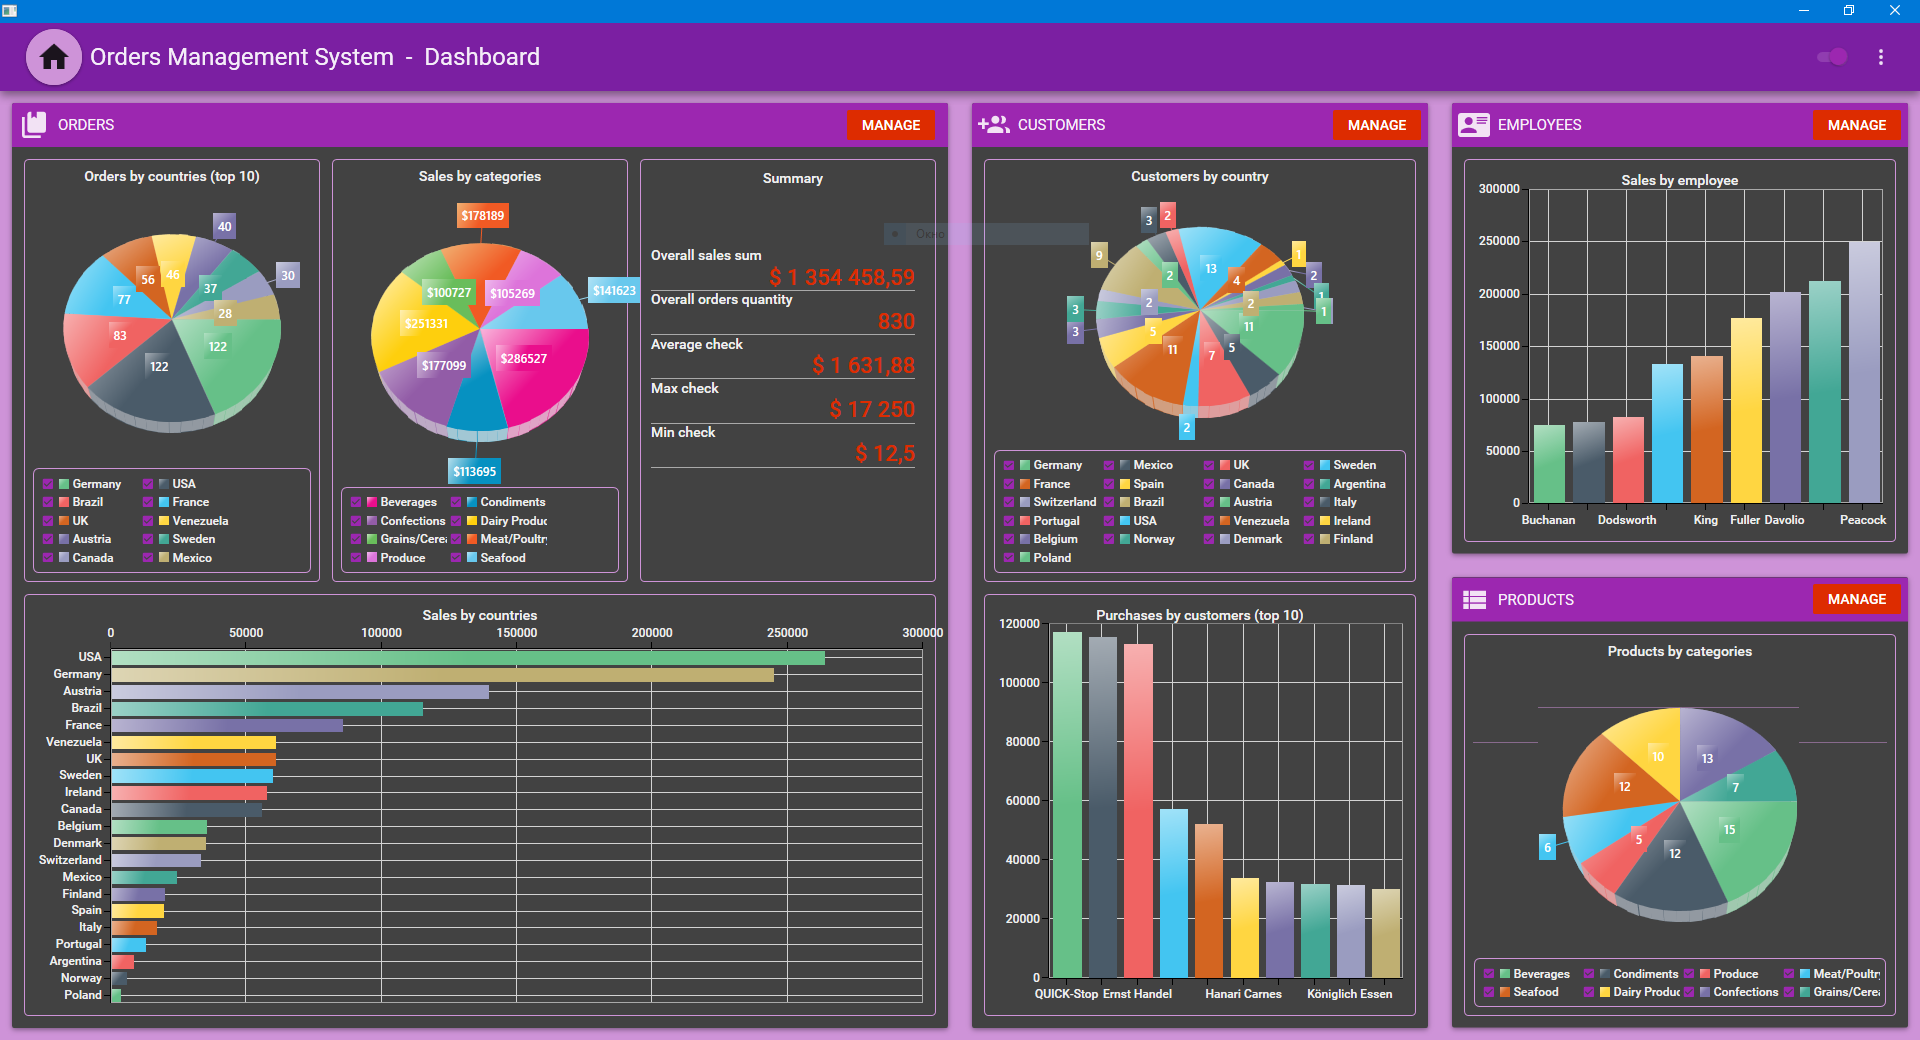 Orders Management System - Dashboard
ORDERS
MANAGE
Orders by countries (top 10)
40
30
46
56
37
77
28
83
122
122
Germany
USA
Brazil
France
UK
Venezuela
Austria
Sweden
Canada
Mexico
Sales by categories
$178189
$141623
$100727
$105269
$251331
$286527
$177099
$113695
Beverages
Condiments
Confections
Dairy Produc
Grains/Cerea
Meat/Poultry
Produce
Seafood
Summary
Overall sales sum
$ 1 354 458,59
Overall orders quantity
830
Average check
$ 1 631,88
Max check
$ 17 250
Min check
$ 12,5
Окно
Sales by countries
0
50000
100000
150000
200000
250000
300000
USA
Germany
Austria
Brazil
France
Venezuela
UK
Sweden
Ireland
Canada
Belgium
Denmark
Switzerland
Mexico
Finland
Spain
Italy
Portugal
Argentina
Norway
Poland
CUSTOMERS
MANAGE
Customers by country
3
2
9
1
2
13
2
4
1
2
2
3
1
3
5
11
11
5
7
2
Germany
Mexico
UK
Sweden
France
Spain
Canada
Argentina
Switzerland
Brazil
Austria
Italy
Portugal
USA
Venezuela
Ireland
Belgium
Norway
Denmark
Finland
Poland
Purchases by customers (top 10)
120000
100000
80000
60000
40000
20000
0
QUICK-Stop
Ernst Handel
Hanari Carnes
Königlich Essen
EMPLOYEES
MANAGE
Sales by employee
300000
250000
200000
150000
100000
50000
0
Buchanan
Dodsworth
King
Fuller
Davolio
Peacock
PRODUCTS
MANAGE
Products by categories
10
13
12
7
15
5
6
12
Beverages
Condiments
Produce
Meat/Poultry
Seafood
Dairy Produc
Confections
Grains/Cerea